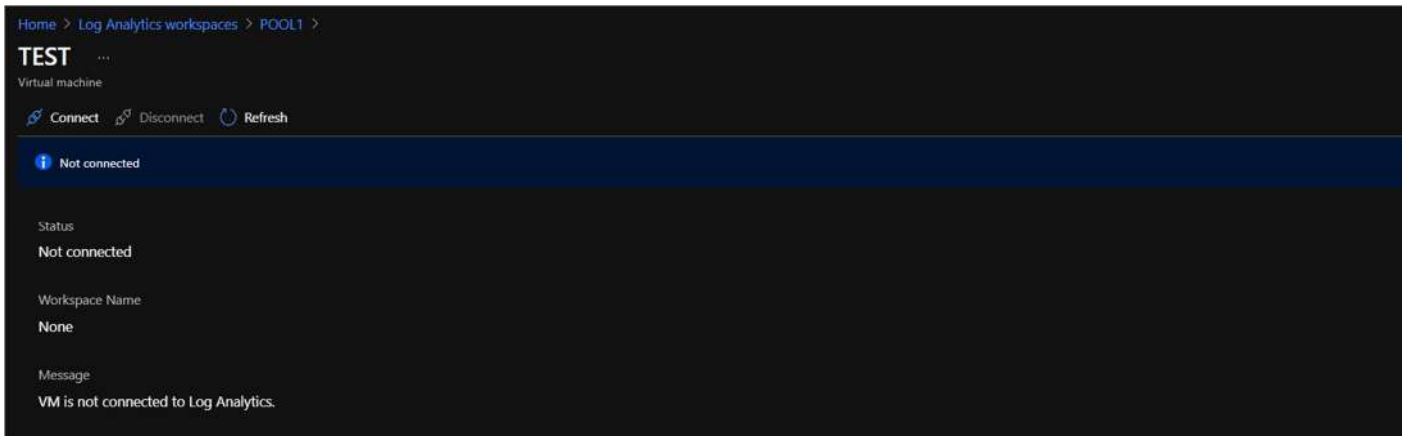 Home > Log Analytics workspaces > POOL1 >
TEST ...
Virtual machine
Connect Disconnect Refresh
Not connected
Status
Not connected
Workspace Name
None
Message
VM is not connected to Log Analytics.